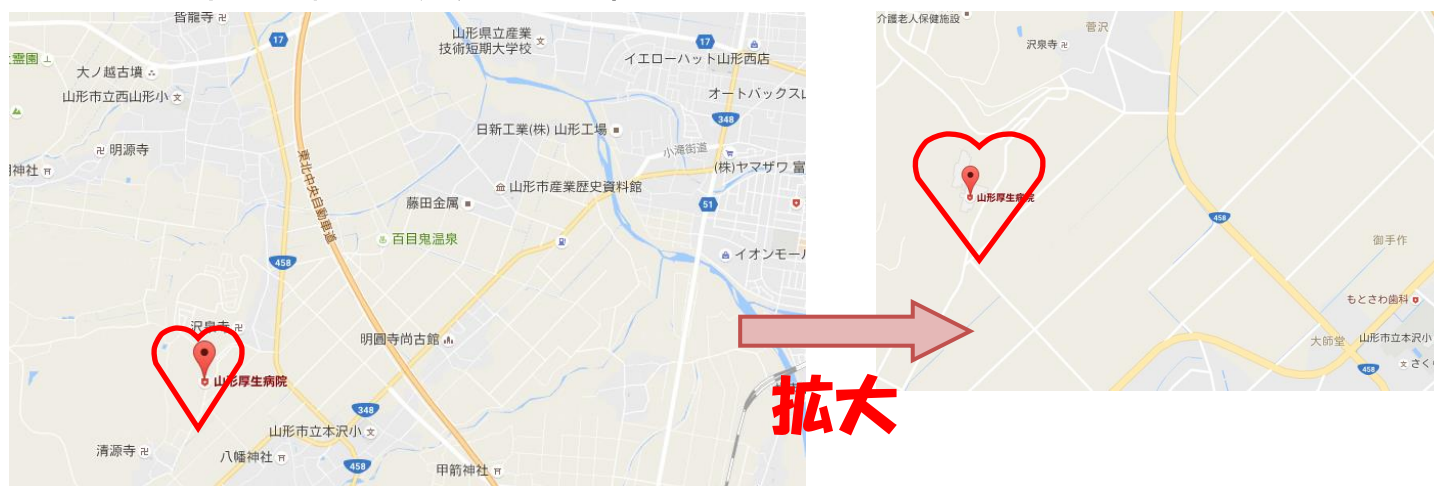 皆龍寺
17
山形県立産業
技術短期大学校
17
イエローハット山形西店
霊園
大ノ越古墳
山形市立西山形小
オートバックス
348
日新工業(株) 山形工場
明源寺
小滝街道
(株)ヤマザワ 富
神社
東北中央自動車道
山形市産業歴史資料館
藤田金属
51
百目鬼温泉
イオンモール
458
沢泉寺
明圓寺尚古館
山形厚生病院
348
山形市立本沢小
清源寺
八幡神社
458
甲箭神社
拡大
介護老人保健施設
菅沢
沢泉寺
山形厚生病院
458
御手作
もとさわ歯科
大師堂
山形市立本沢小
458
さく